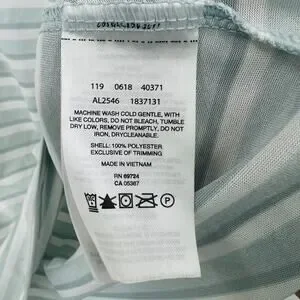 119 0618 40371
AL2546 1837131
MACHINE WASH COLD GENTLE, WITH
LIKE COLORS, DO NOT BLEACH, TUMBLE
DRY LOW, REMOVE PROMPTLY, DO NOT
IRON, DRYCLEANABLE.
SHELL: 100% POLYESTER
EXCLUSIVE OF TRIMMING
MADE IN VIETNAM
RN 69724
CA 05367
P